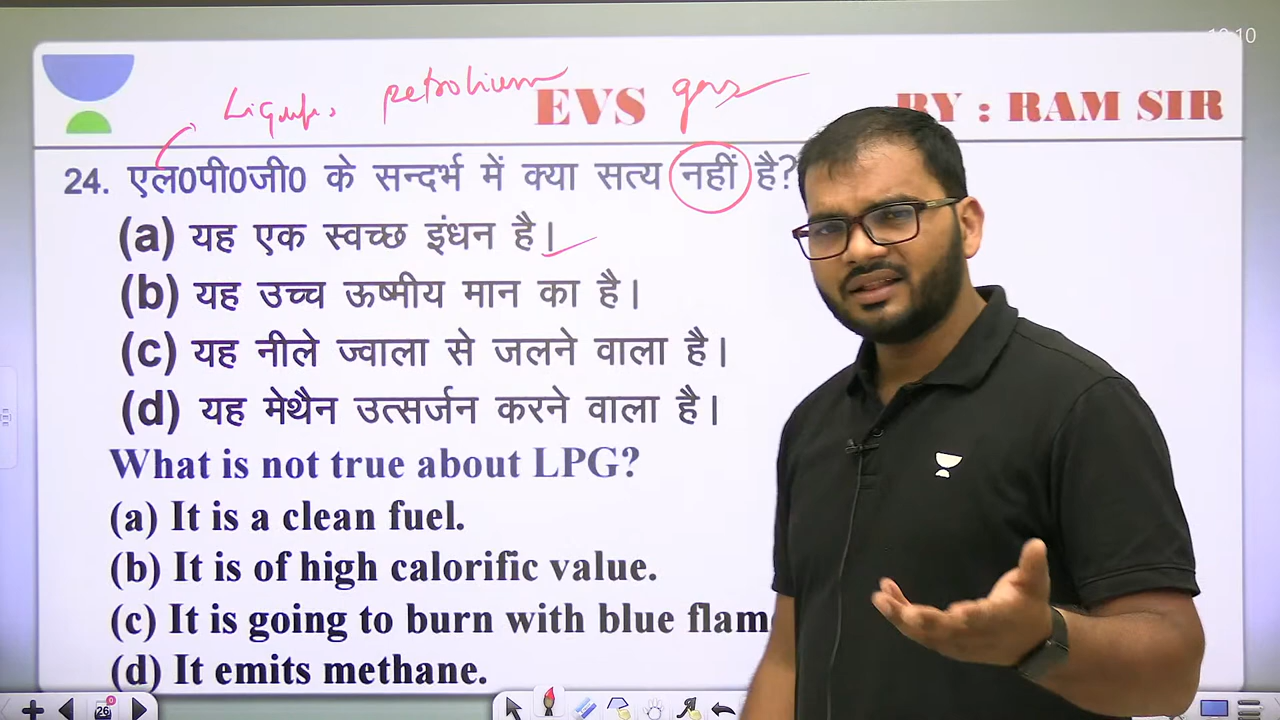 petrolium gas
EVS BY : RAM SIR
24. एल0पी0जी0 के सन्दर्भ में क्या सत्य नहीं है?
(a) यह एक स्वच्छ इंधन है।
(b) यह उच्च ऊष्मीय मान का है।
(c) यह नीले ज्वाला से जलने वाला है।
(d) यह मेथैन उत्सर्जन करने वाला है।
What is not true about LPG?
(a) It is a clean fuel.
(b) It is of high calorific value.
(c) It is going to burn with blue flam
(d) It emits methane.
26